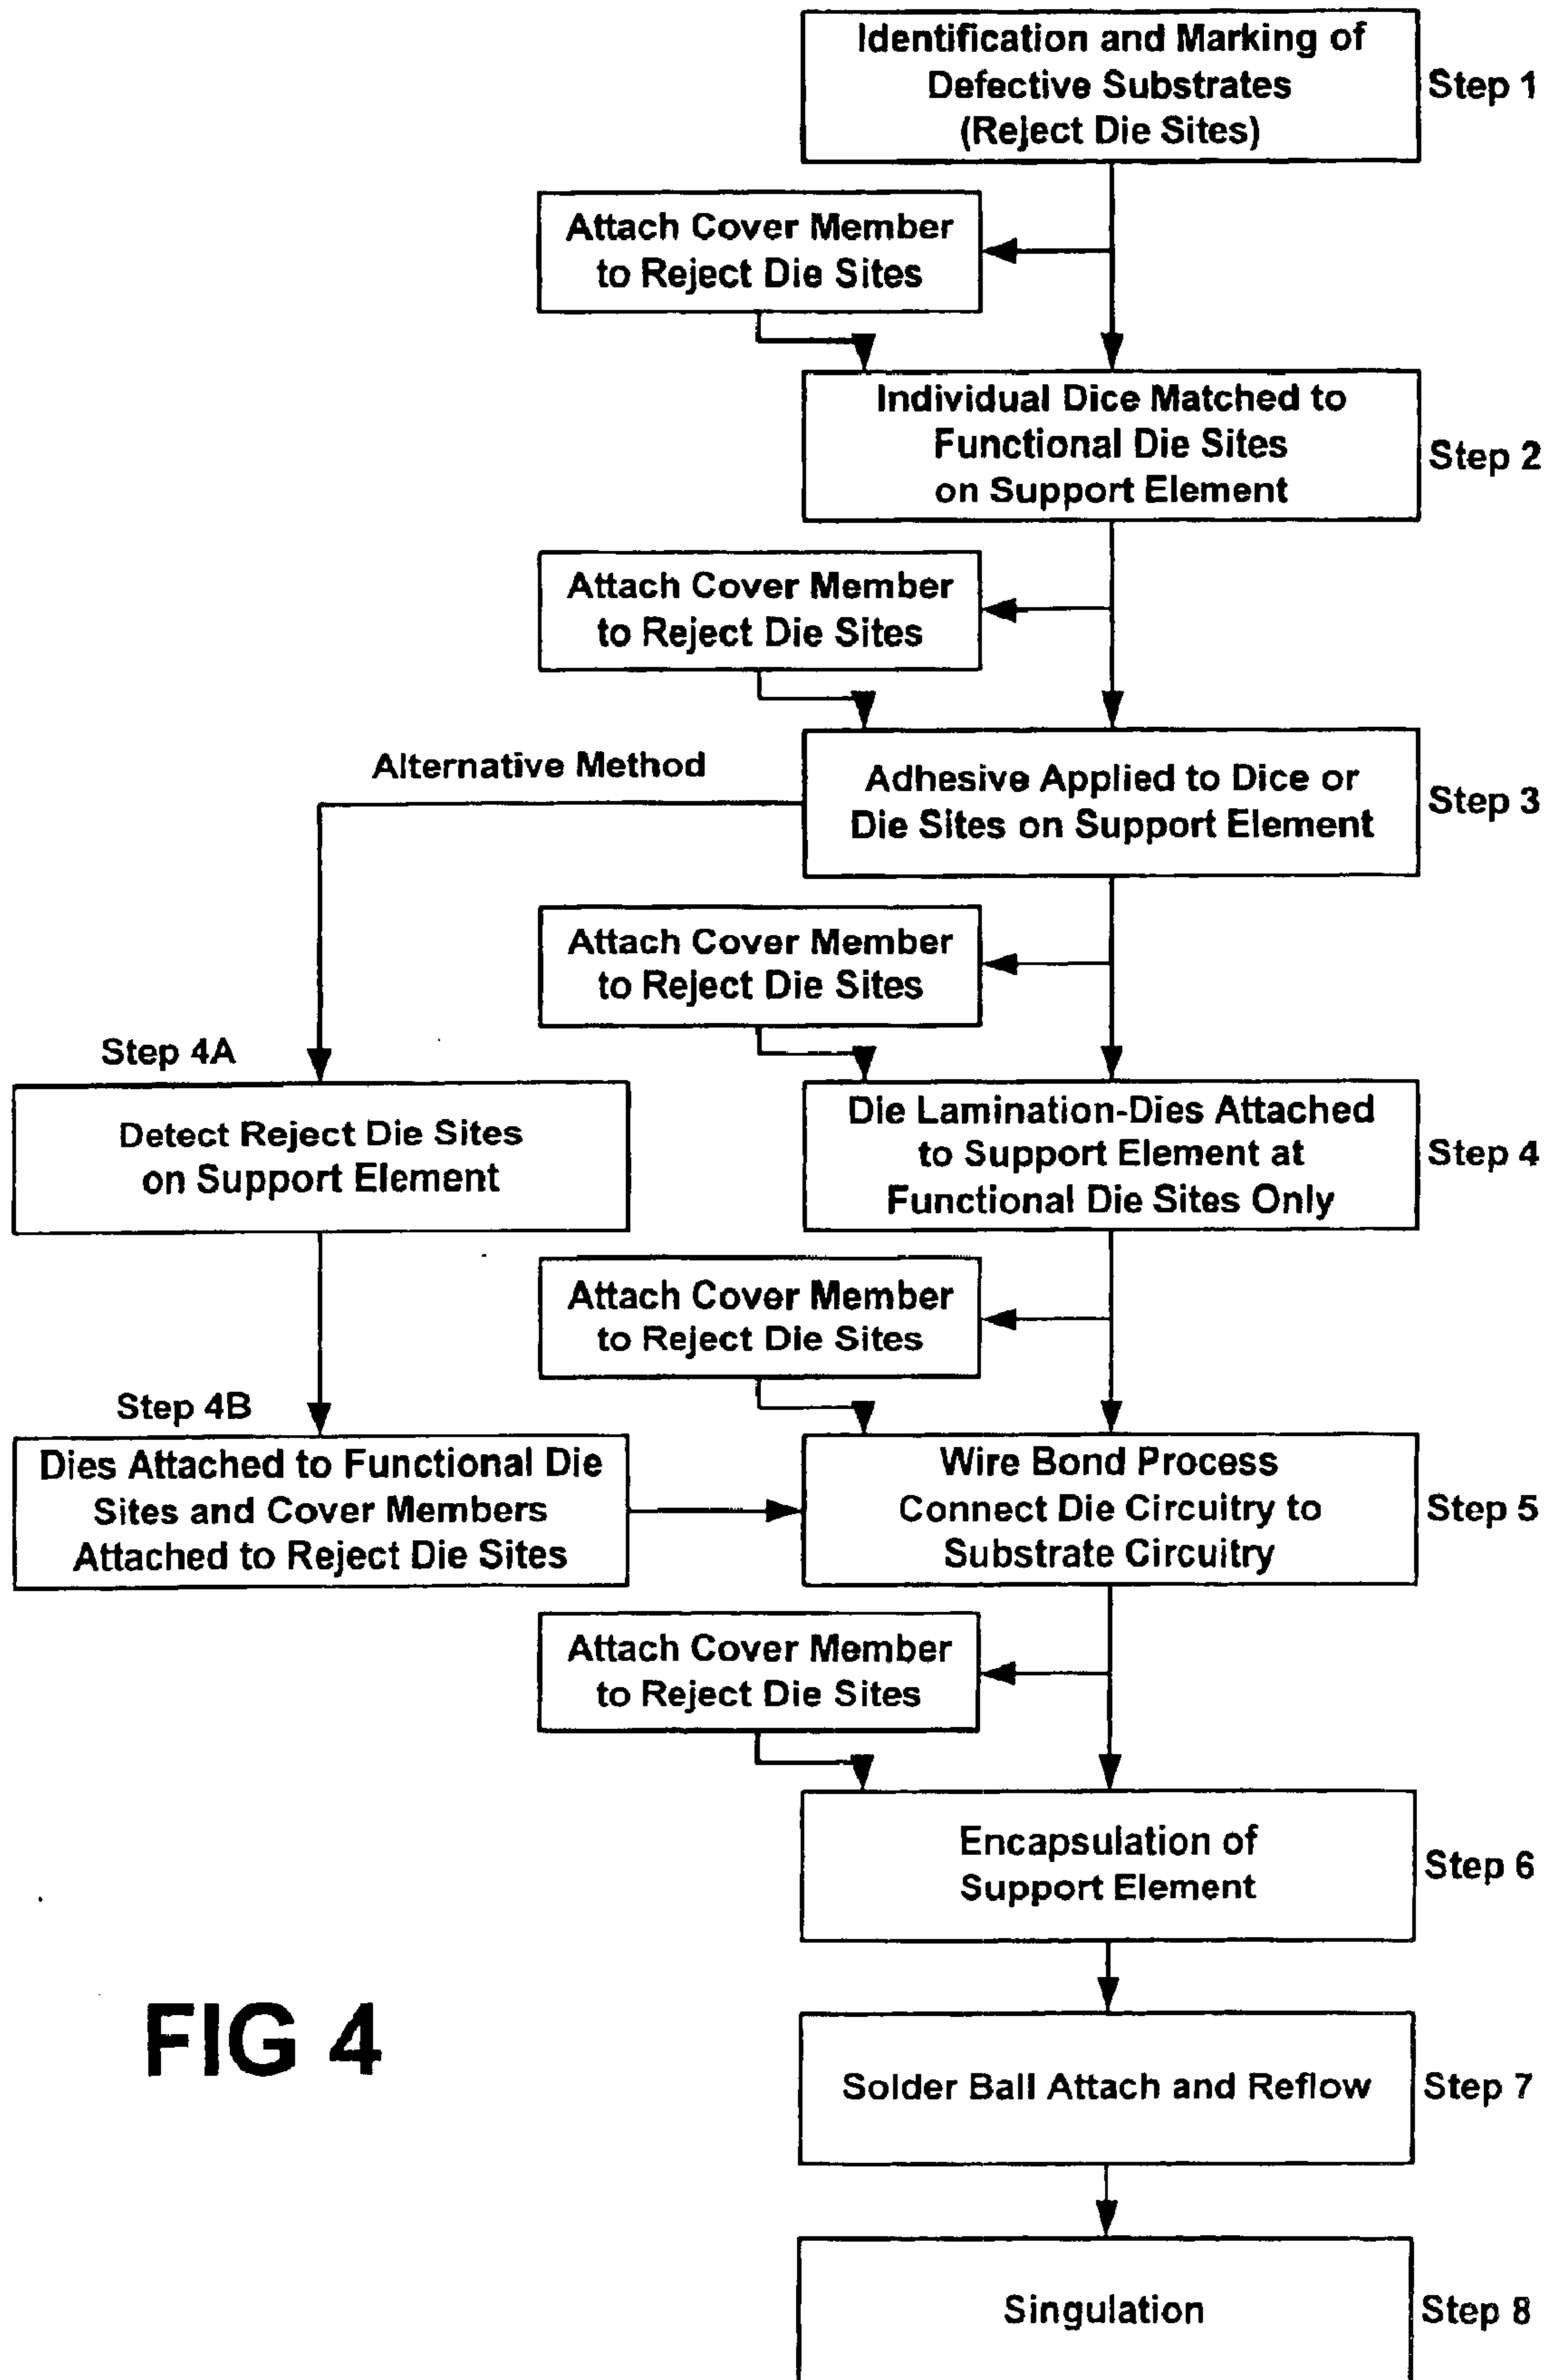 Identification and Marking of
Defective Substrates
(Reject Die Sites)
Step 1
Attach Cover Member
to Reject Die Sites
Individual Dice Matched to
Functional Die Sites
on Support Element
Step 2
Attach Cover Member
to Reject Die Sites
Alternative Method
Adhesive Applied to Dice or
Die Sites on Support Element
Step 3
Attach Cover Member
to Reject Die Sites
Step 4A
Detect Reject Die Sites
on Support Element
Die Lamination-Dies Attached
to Support Element at
Functional Die Sites Only
Step 4
Attach Cover Member
to Reject Die Sites
Step 4B
Dies Attached to Functional Die
Sites and Cover Members
Attached to Reject Die Sites
Wire Bond Process
Connect Die Circuitry to
Substrate Circuitry
Step 5
Attach Cover Member
to Reject Die Sites
Encapsulation of
Support Element
Step 6
FIG 4
Solder Ball Attach and Reflow
Step 7
Singulation
Step 8